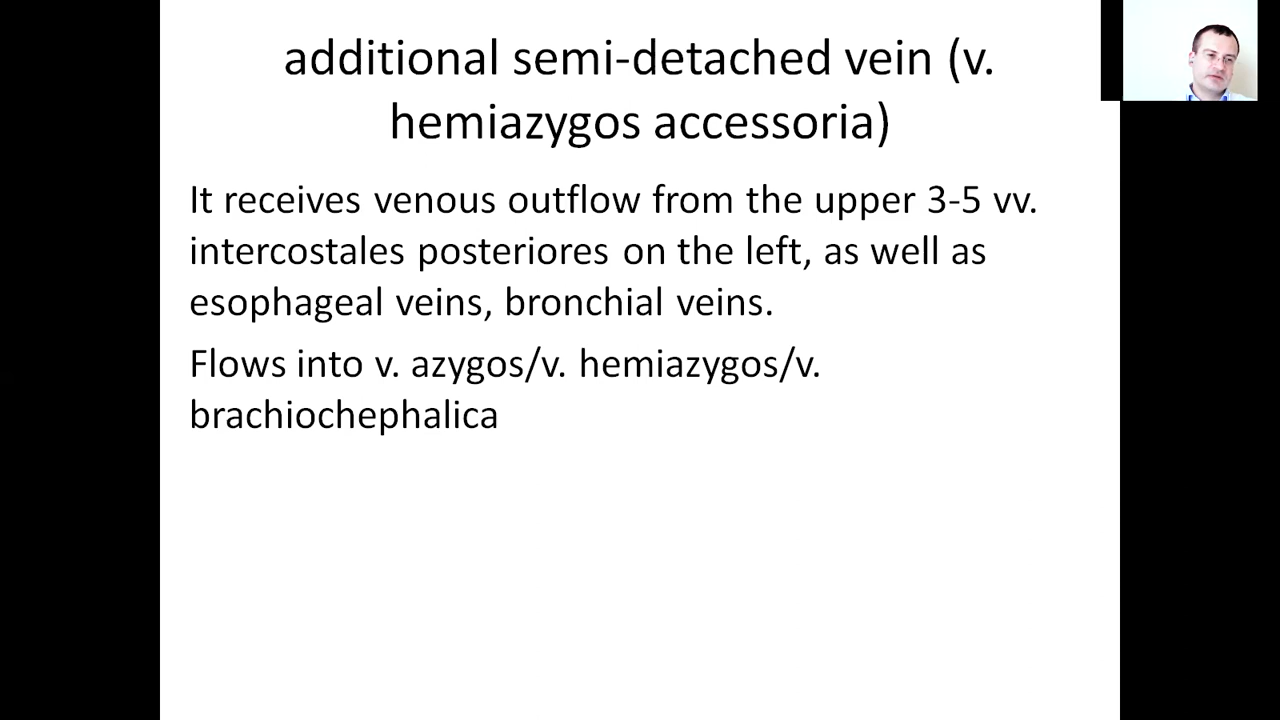 additional semi-detached vein (v.
hemiazygos accessoria)
It receives venous outflow from the upper 3-5 vv.
intercostales posteriores on the left, as well as
esophageal veins, bronchial veins.
Flows into v. azygos/v. hemiazygos/v.
brachiochephalica